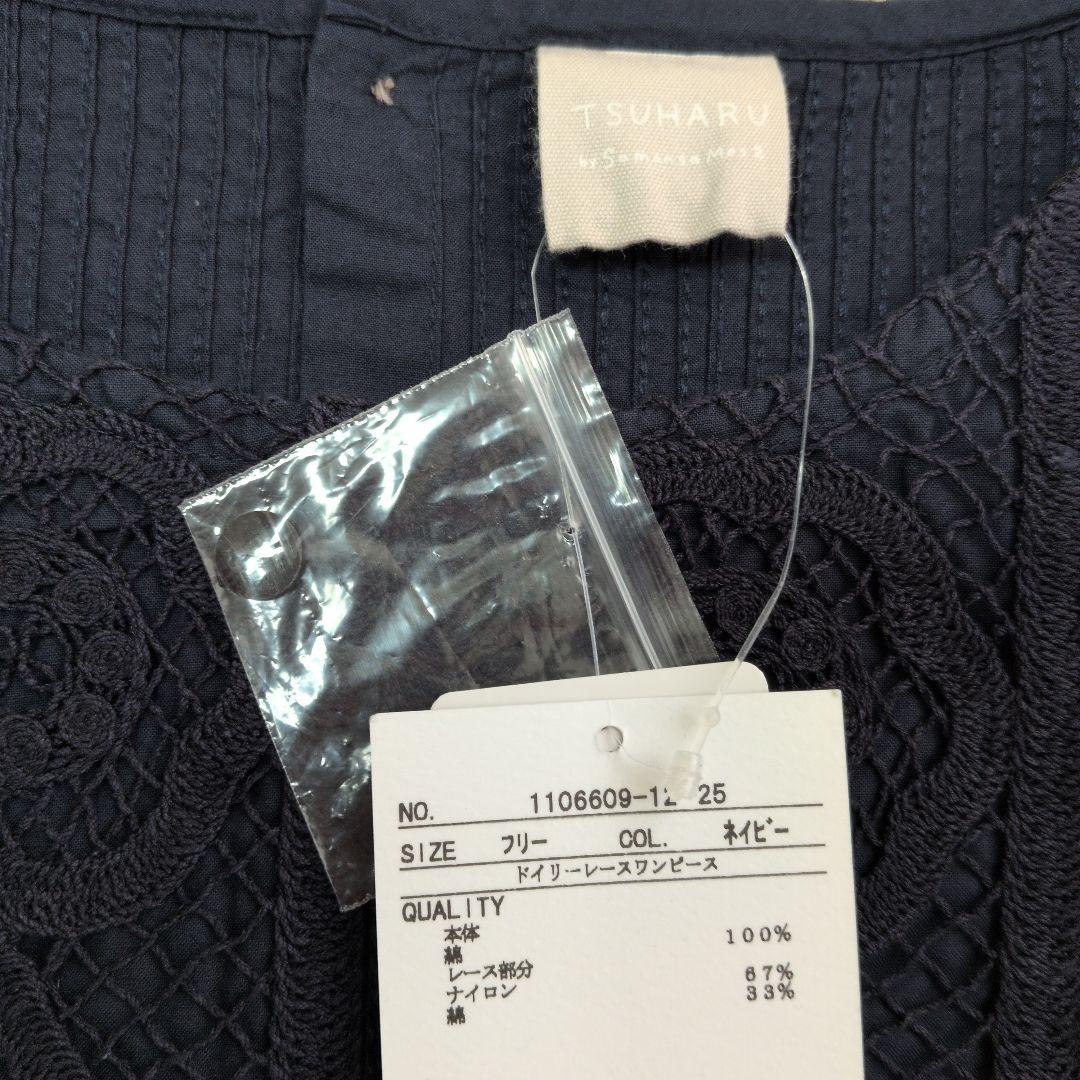 TSUHARU
by Samansa Mos2
NO. 1106609-12 25
SIZE フリー COL. ネイビー
ドイリーレースワンピース
QUALITY
本体 100%
綿
レース部分 67%
ナイロン 33%
綿